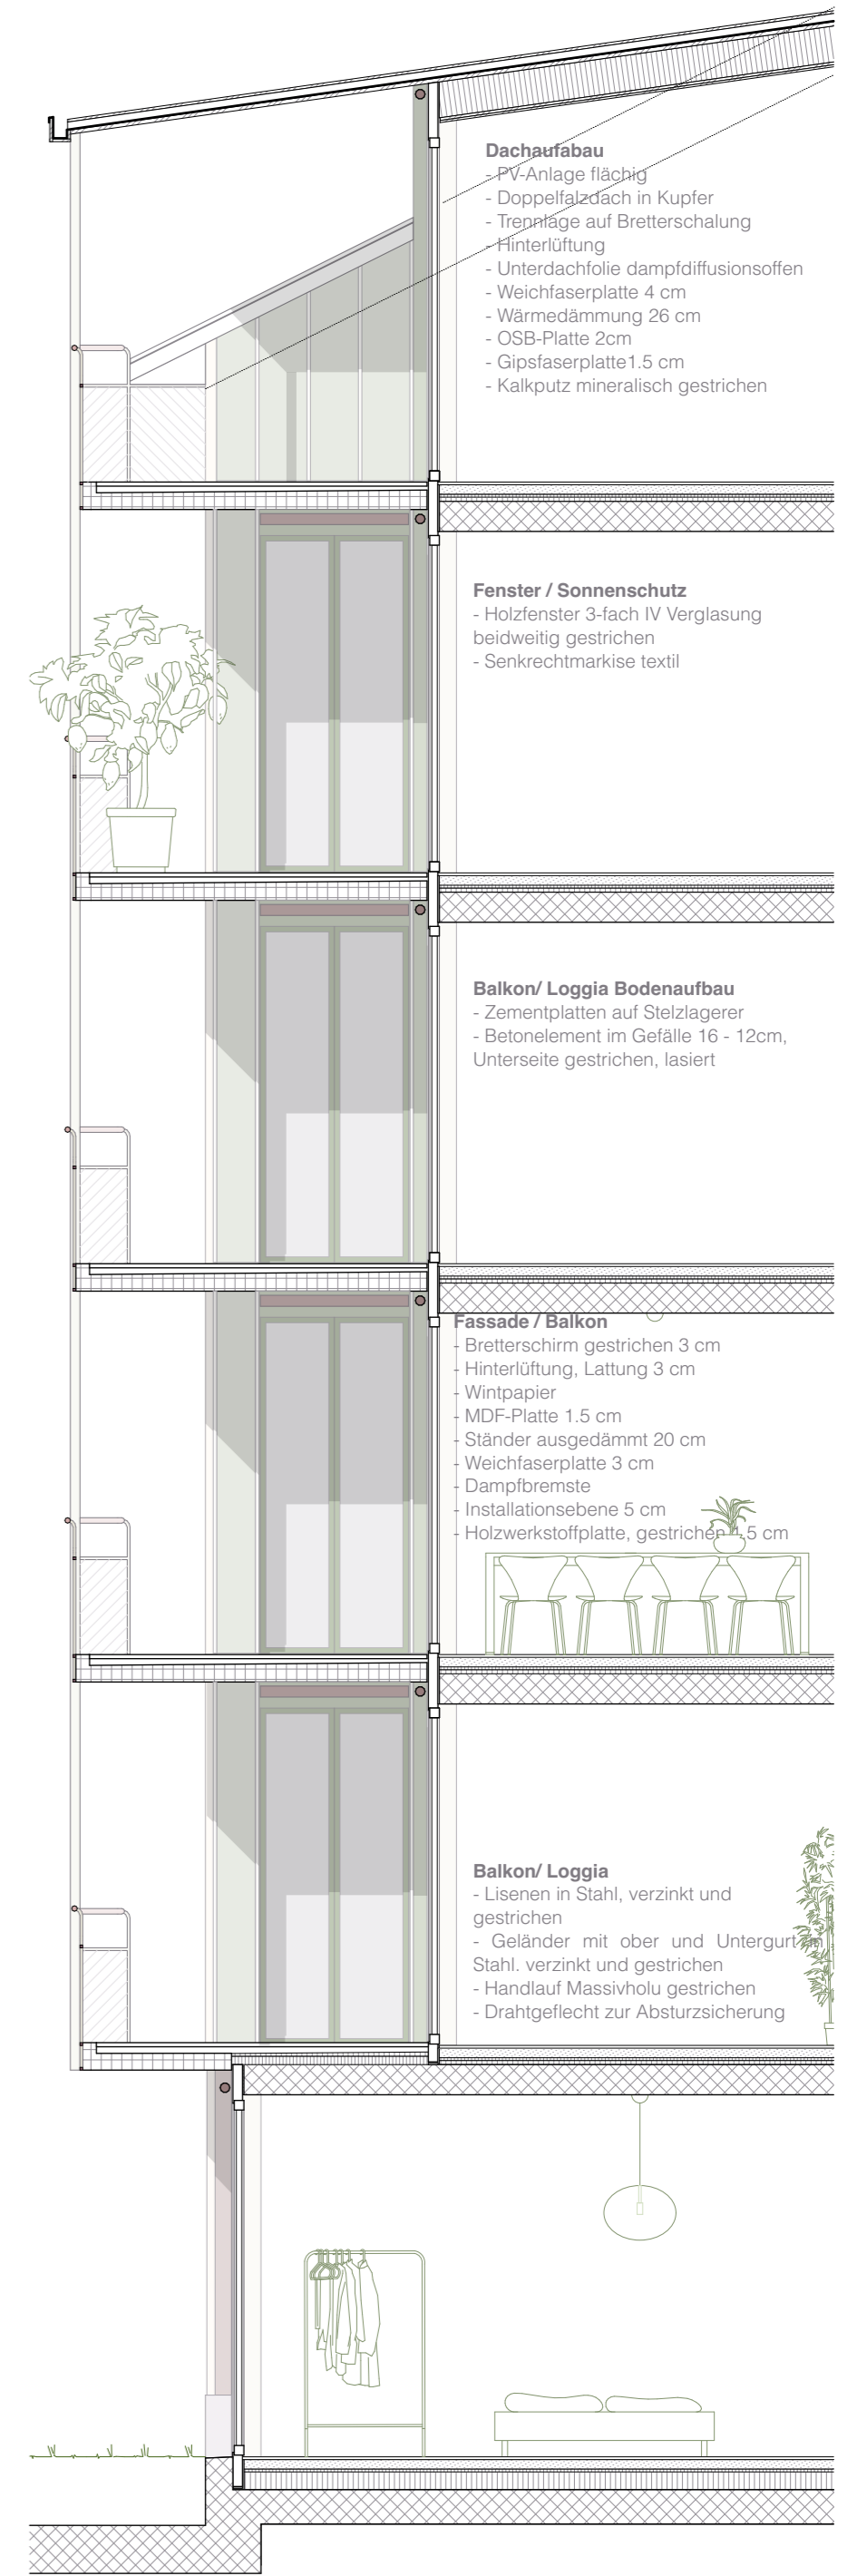 Dachaufabau
- PV-Anlage flächig
- Doppelfalzdach in Kupfer
- Trennlage auf Bretterschalung
- Hinterlüftung
- Unterdachfolie dampfdiffusionsoffen
- Weichfaserplatte 4 cm
- Wärmedämmung 26 cm
- OSB-Platte 2cm
- Gipsfaserplatte1.5 cm
- Kalkputz mineralisch gestrichen
Fenster / Sonnenschutz
- Holzfenster 3-fach IV Verglasung
beidweitig gestrichen
- Senkrechtmarkise textil
Balkon/ Loggia Bodenaufbau
- Zementplatten auf Stelzlagerer
- Betonelement im Gefälle 16 - 12cm,
Unterseite gestrichen, lasiert
Fassade / Balkon
- Bretterschirm gestrichen 3 cm
- Hinterlüftung, Lattung 3 cm
- Wintpapier
- MDF-Platte 1.5 cm
- Ständer ausgedämmt 20 cm
- Weichfaserplatte 3 cm
- Dampfbremste
- Installationsebene 5 cm
- Holzwerkstoffplatte, gestrichen cm
Balkon/ Loggia
- Lisenen in Stahl, verzinkt und
gestrichen
- Geländer mit ober und Untergurt in
Stahl. verzinkt und gestrichen
- Handlauf Massivholu gestrichen
- Drahtgeflecht zur Absturzsicherung